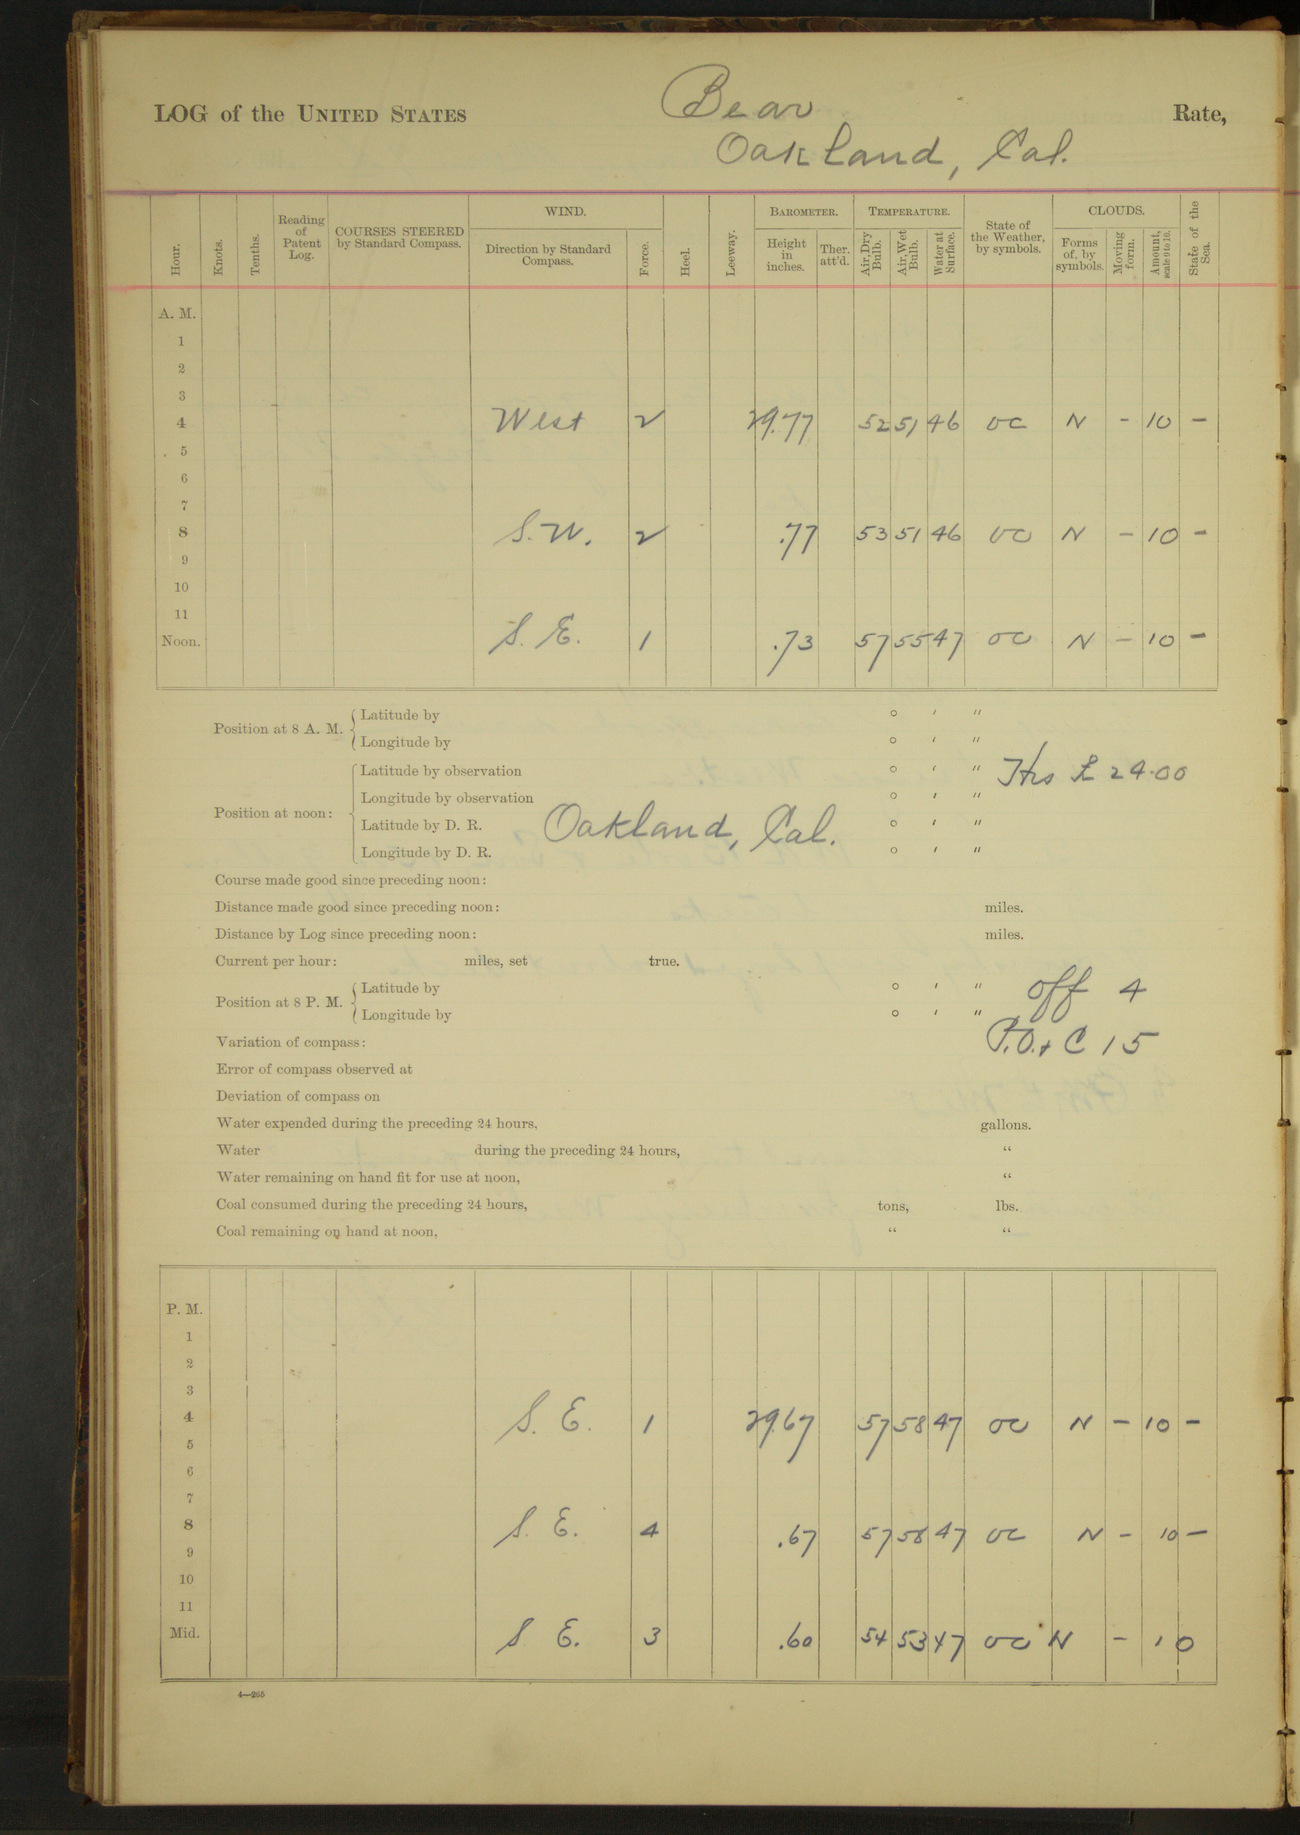 LOG of the UNITED STATES Bear Rate,
Oakland, Cal.
Hour. Knots. Tenths. Reading of Patent Log. COURSES STEERED by Standard Compass. WIND. Direction by Standard Compass. Force. Heel. Leeway. BAROMETER. Height in inches. Ther. att'd. TEMPERATURE. Air, Dry Bulb. Air, Wet Bulb. Water at Surface. State of the Weather, by symbols. CLOUDS. Forms of, by symbols. Moving form. Amount, scale 0 to 10. State of the Sea.
A. M.
1
2
3
4 West 2 29.77 52 51 46 oc N - 10 -
5
6
7
8 S.W. 2 .77 53 51 46 oc N - 10 -
9
10
11
Noon. S. E. 1 .73 57 55 47 oc N - 10 -
Position at 8 A. M. { Latitude by ° ′ ″
Longitude by ° ′ ″
Position at noon: { Latitude by observation ° ′ ″
Longitude by observation ° ′ ″
Latitude by D. R. Oakland, Cal. ° ′ ″
Longitude by D. R. ° ′ ″
24.00
Course made good since preceding noon:
Distance made good since preceding noon: miles.
Distance by Log since preceding noon: miles.
Current per hour: miles, set true.
Position at 8 P. M. { Latitude by ° ′ ″ off 4
Longitude by ° ′ ″
P.O. + C 15
Variation of compass:
Error of compass observed at
Deviation of compass on
Water expended during the preceding 24 hours, gallons.
Water during the preceding 24 hours, “
Water remaining on hand fit for use at noon, “
Coal consumed during the preceding 24 hours, tons, lbs.
Coal remaining on hand at noon, “ “
P. M.
1
2
3
4 S. E. 1 29.67 57 58 47 oc N - 10 -
5
6
7
8 S. E. 4 .67 57 58 47 oc N - 10 -
9
10
11
Mid. S E. 3 .60 54 53 47 oc N - 10
4—265